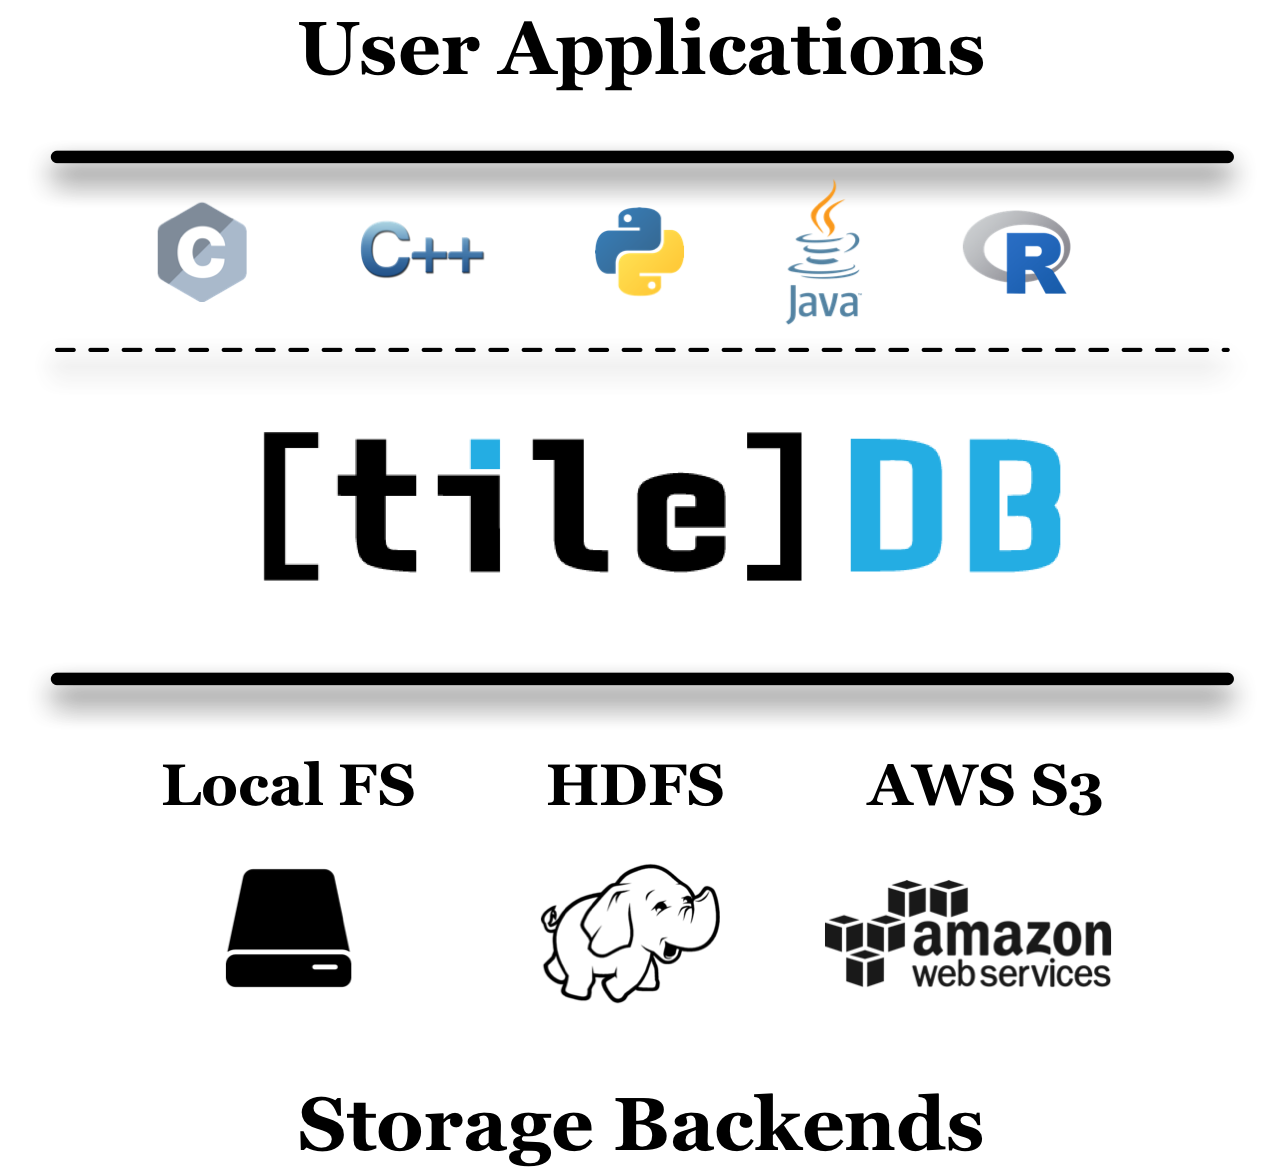 User Applications
C C++ Java R
[tile]DB
Local FS HDFS AWS S3
amazon
web services
Storage Backends